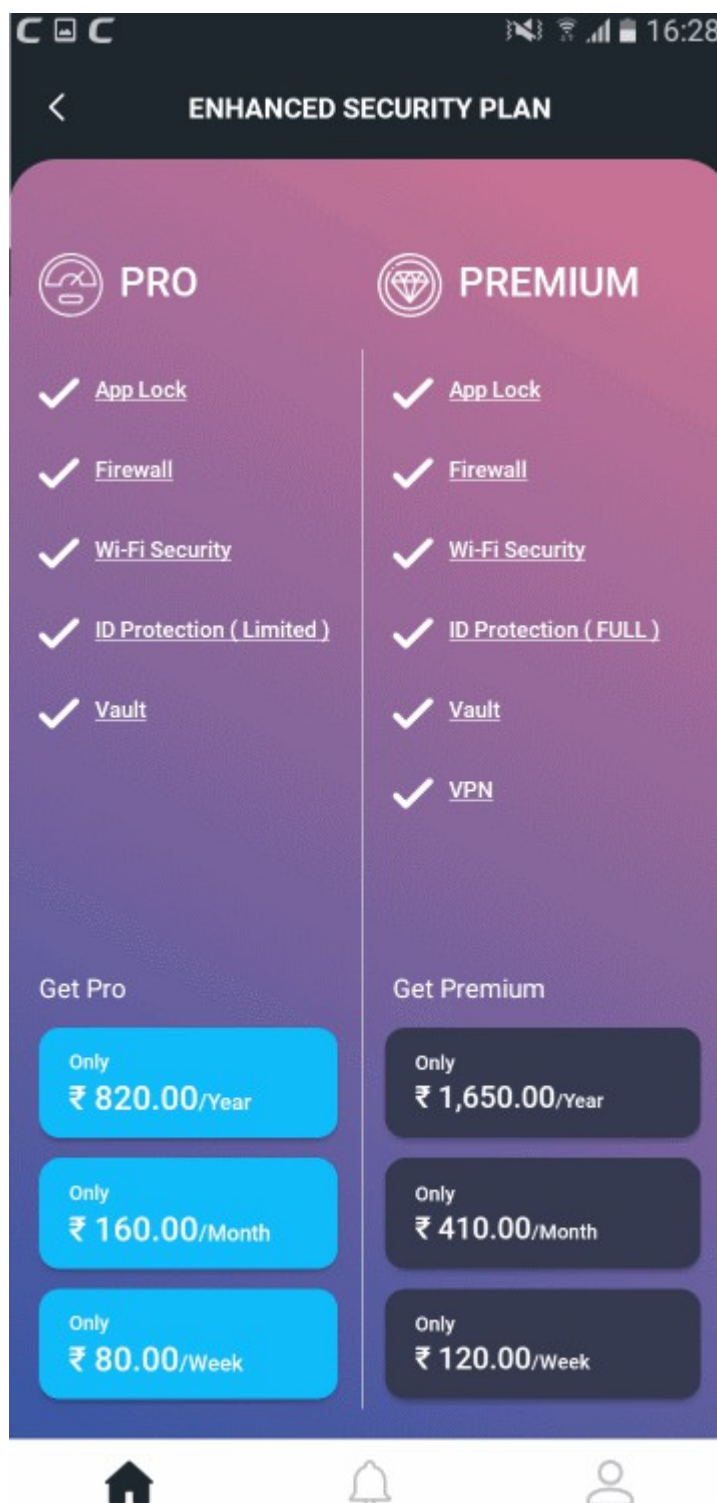 16:28
ENHANCED SECURITY PLAN
PRO
App Lock
Firewall
Wi-Fi Security
ID Protection ( Limited )
Vault
PREMIUM
App Lock
Firewall
Wi-Fi Security
ID Protection ( FULL )
Vault
VPN
Get Pro
Only
₹ 820.00/Year
Only
₹ 160.00/Month
Only
₹ 80.00/Week
Get Premium
Only
₹ 1,650.00/Year
Only
₹ 410.00/Month
Only
₹ 120.00/Week